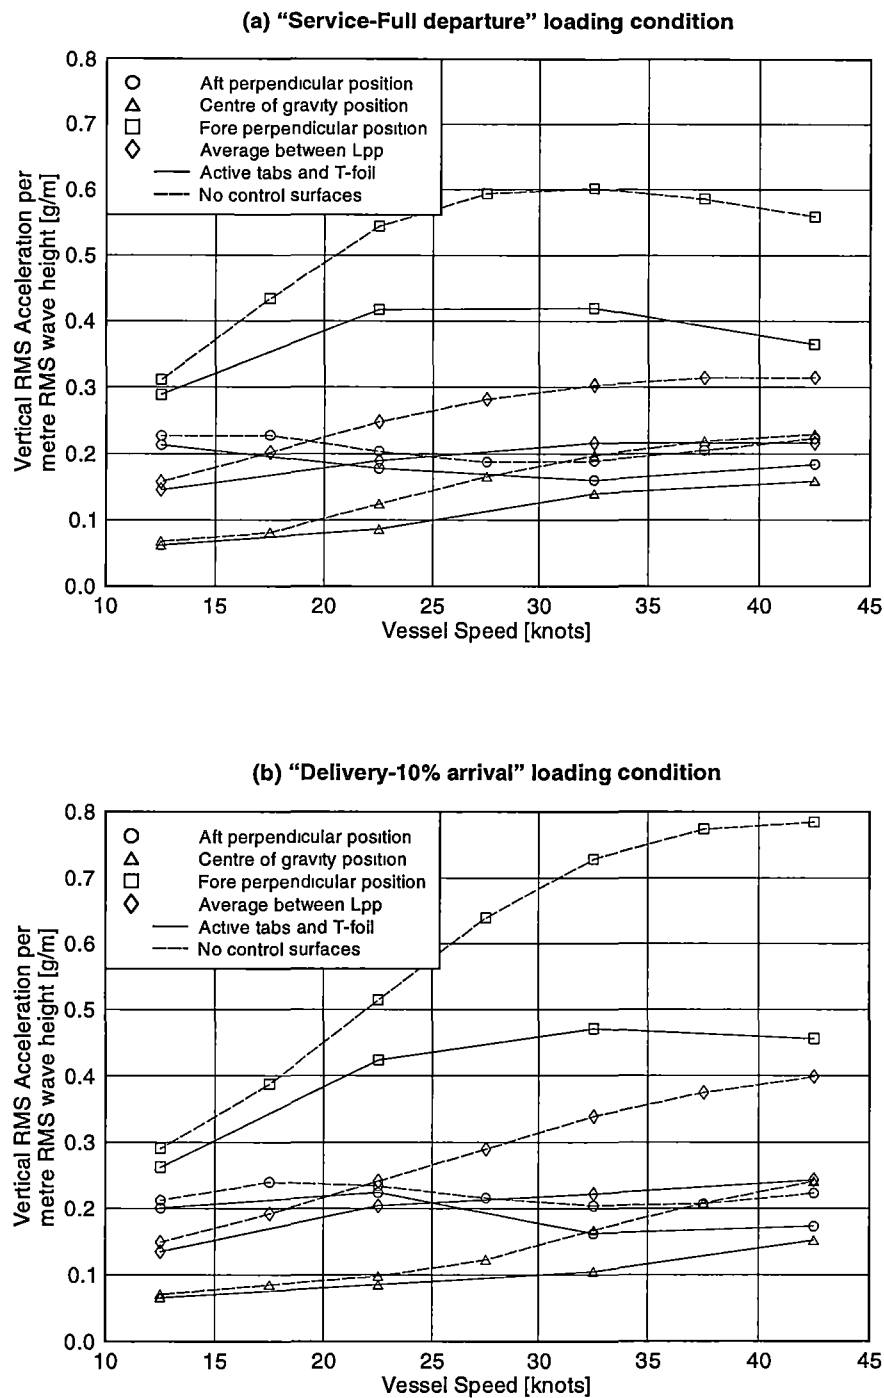 (a) “Service-Full departure” loading condition
0.8
0.7
0.6
0.5
0.4
0.3
0.2
0.1
0.0
Vertical RMS Acceleration per
metre RMS wave height [g/m]
Aft perpendicular position
Centre of gravity position
Fore perpendicular position
Average between Lpp
Active tabs and T-foil
No control surfaces
10 15 20 25 30 35 40 45
Vessel Speed [knots]
(b) “Delivery-10% arrival” loading condition
0.8
0.7
0.6
0.5
0.4
0.3
0.2
0.1
0.0
Vertical RMS Acceleration per
metre RMS wave height [g/m]
Aft perpendicular position
Centre of gravity position
Fore perpendicular position
Average between Lpp
Active tabs and T-foil
No control surfaces
10 15 20 25 30 35 40 45
Vessel Speed [knots]